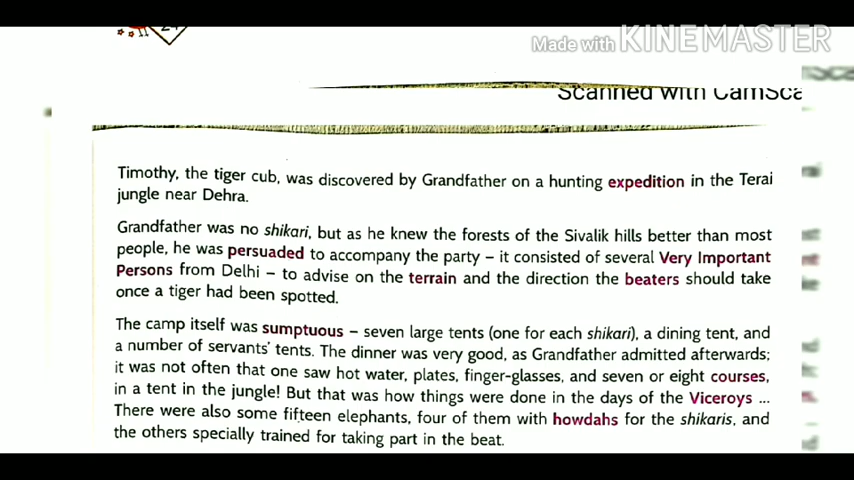 24
Made with KINEMASTER
Scanned with CamSca
Timothy, the tiger cub, was discovered by Grandfather on a hunting expedition in the Terai
jungle near Dehra.
Grandfather was no shikari, but as he knew the forests of the Sivalik hills better than most
people, he was persuaded to accompany the party – it consisted of several Very Important
Persons from Delhi – to advise on the terrain and the direction the beaters should take
once a tiger had been spotted.
The camp itself was sumptuous – seven large tents (one for each shikari), a dining tent, and
a number of servants' tents. The dinner was very good, as Grandfather admitted afterwards;
it was not often that one saw hot water, plates, finger-glasses, and seven or eight courses,
in a tent in the jungle! But that was how things were done in the days of the Viceroys ...
There were also some fifteen elephants, four of them with howdahs for the shikaris, and
the others specially trained for taking part in the beat.